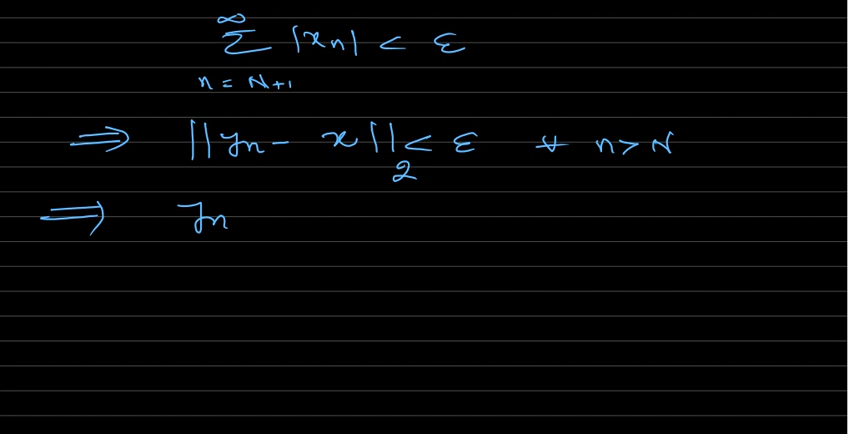 ∞
Σ |xn| < ε
n = N+1
⟹ ||yn - x||₂ < ε ∀ n > N
⟹ yn